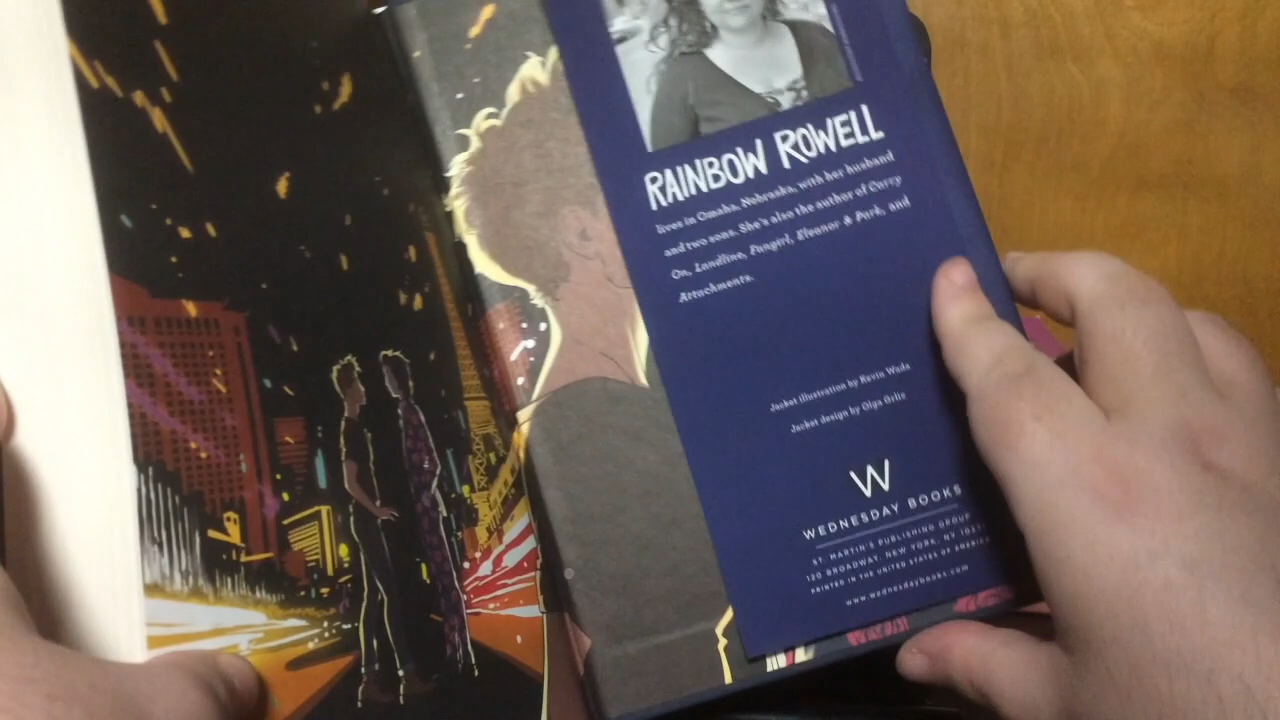 RAINBOW ROWELL
lives in Omaha, Nebraska, with her husband
and two sons. She's also the author of Carry
On, Landline, Fangirl, Eleanor & Park, and
Attachments.
Jacket illustration by Kevin Wada
Jacket design by Olga Grlic
W
WEDNESDAY BOOKS
ST. MARTIN'S PUBLISHING GROUP
120 BROADWAY, NEW YORK, NY 10271
PRINTED IN THE UNITED STATES OF AMERICA
www.wednesdaybooks.com